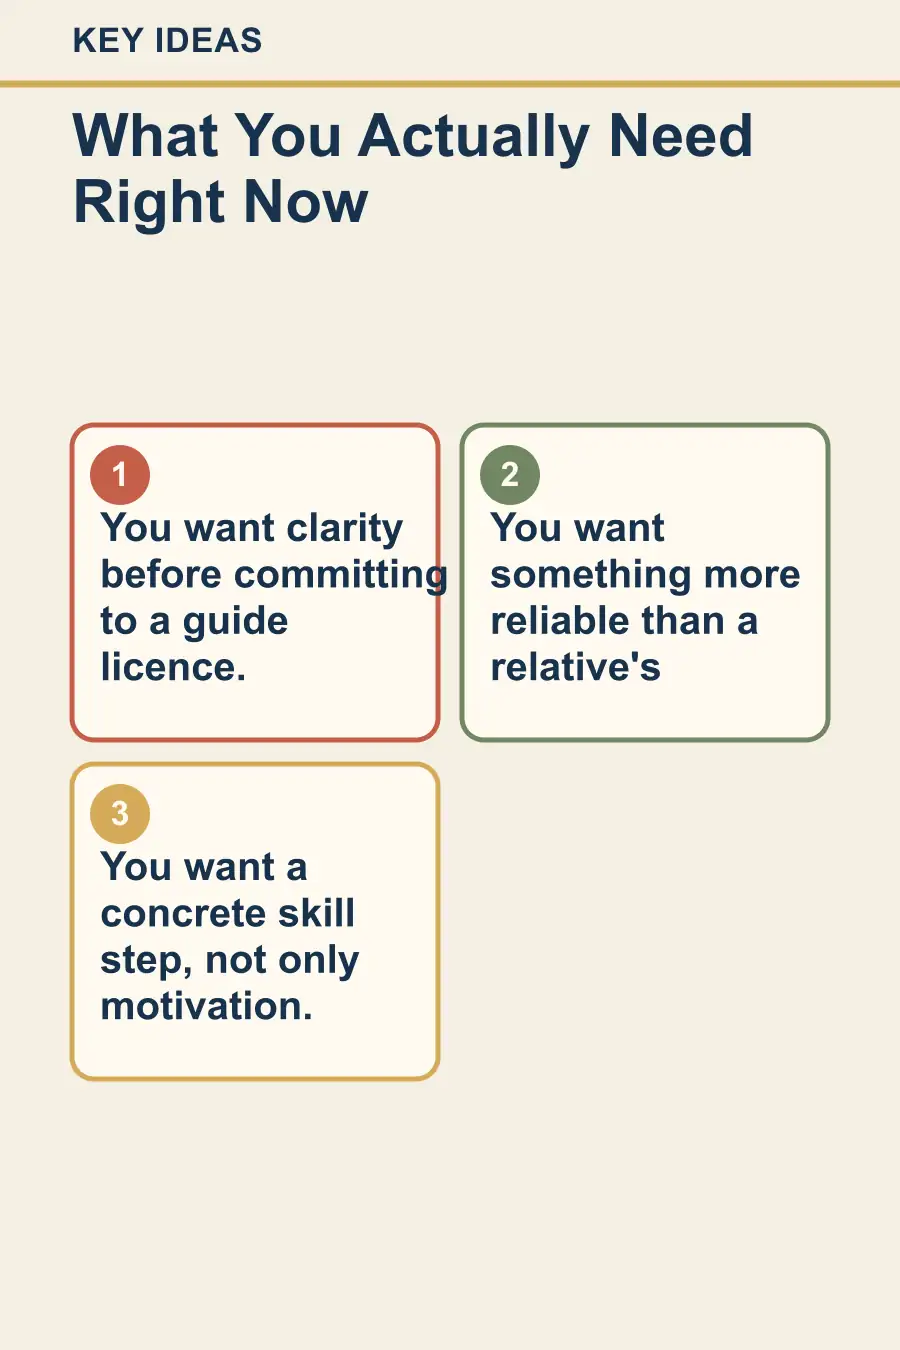 KEY IDEAS
What You Actually Need
Right Now
1
You want clarity
before committing
to a guide
licence.
2
You want
something more
reliable than a
relative's
3
You want a
concrete skill
step, not only
motivation.